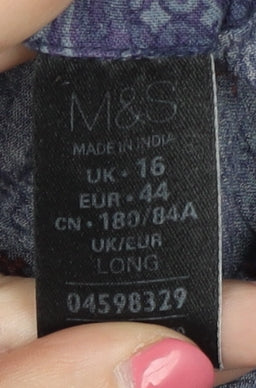 M&S
MADE IN INDIA
UK • 16
EUR • 44
CN • 180/84A
UK/EUR
LONG
04598329